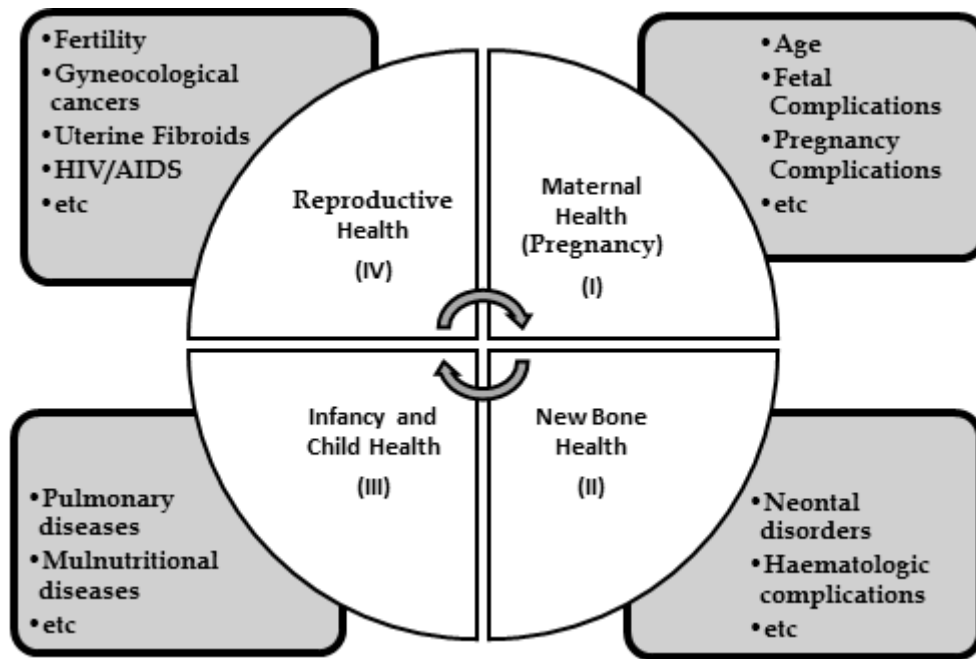 •Fertility
•Gyneocological
cancers
•Uterine Fibroids
•HIV/AIDS
•etc
•Age
•Fetal
Complications
•Pregnancy
Complications
•etc
Reproductive
Health
(IV)
Maternal
Health
(Pregnancy)
(I)
Infancy and
Child Health
(III)
New Bone
Health
(II)
•Pulmonary
diseases
•Mulnutritional
diseases
•etc
•Neontal
disorders
•Haematologic
complications
•etc